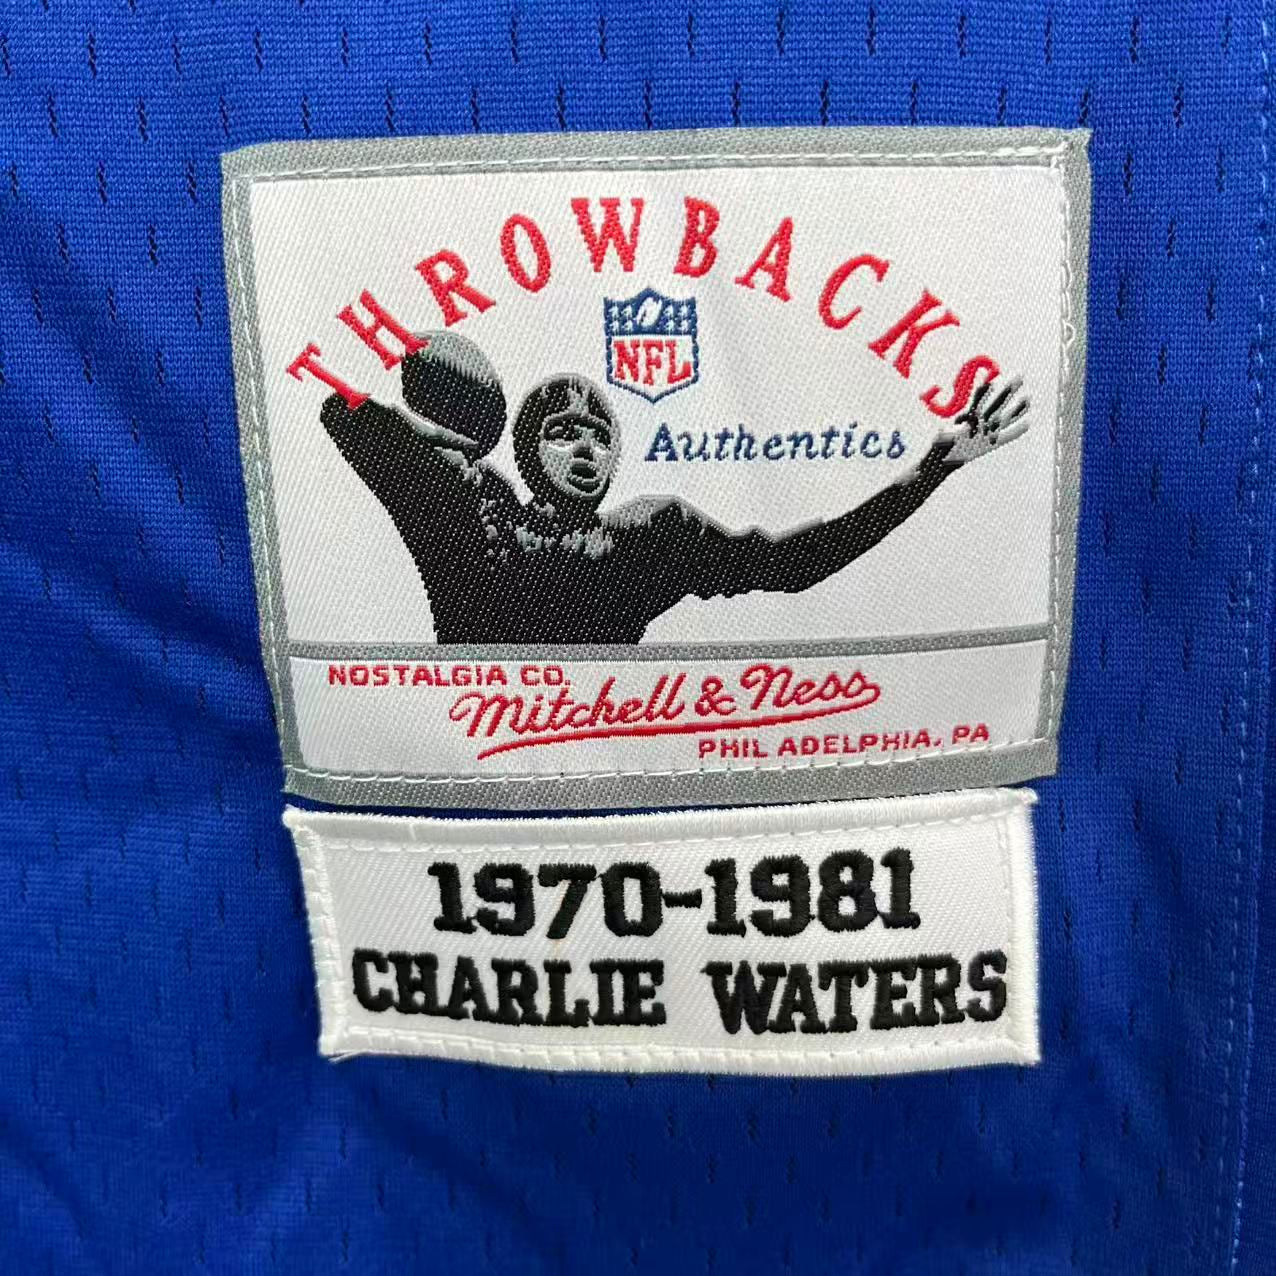 THROWBACKS
NFL
Authentics
NOSTALGIA CO.
Mitchell & Ness
PHIL ADELPHIA, PA
1970-1981
CHARLIE WATERS